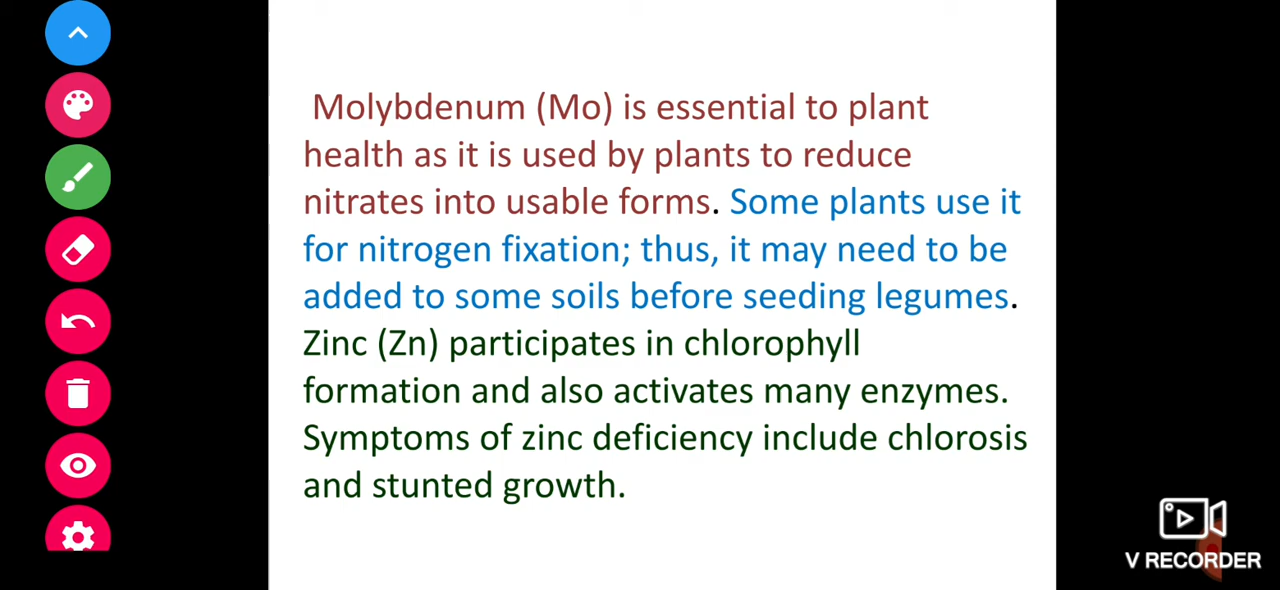 Molybdenum (Mo) is essential to plant
health as it is used by plants to reduce
nitrates into usable forms. Some plants use it
for nitrogen fixation; thus, it may need to be
added to some soils before seeding legumes.
Zinc (Zn) participates in chlorophyll
formation and also activates many enzymes.
Symptoms of zinc deficiency include chlorosis
and stunted growth.
V RECORDER